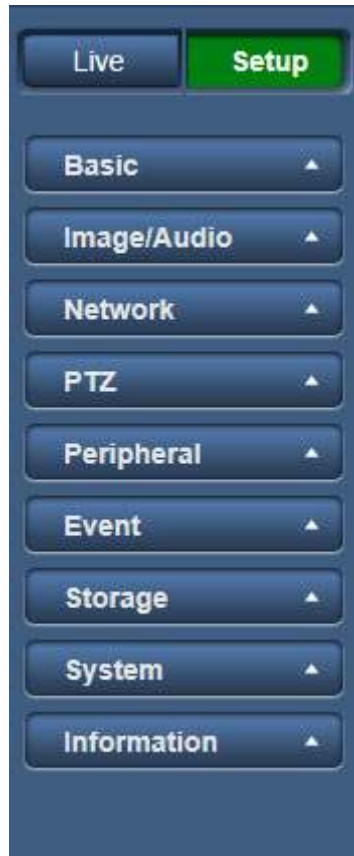 Live Setup
Basic
Image/Audio
Network
PTZ
Peripheral
Event
Storage
System
Information